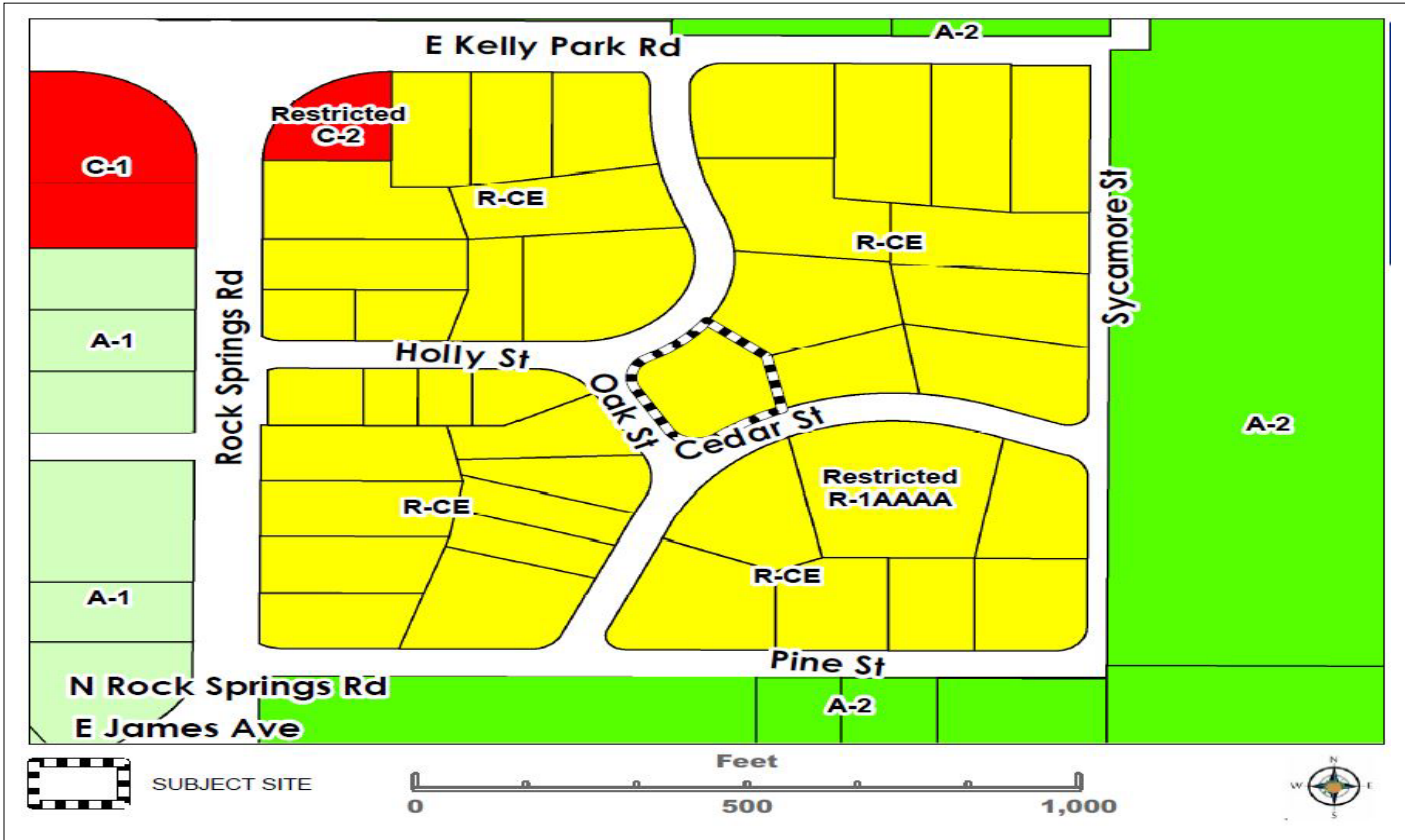 A-2
E Kelly Park Rd
Restricted
C-2
C-1
R-CE
R-CE
Sycamore St
Rock Springs Rd
A-1
Holly St
Oak St
Cedar St
A-2
Restricted
R-1AAAA
R-CE
R-CE
A-1
Pine St
N Rock Springs Rd
A-2
E James Ave
SUBJECT SITE
Feet
0
500
1,000
N
W
E
S